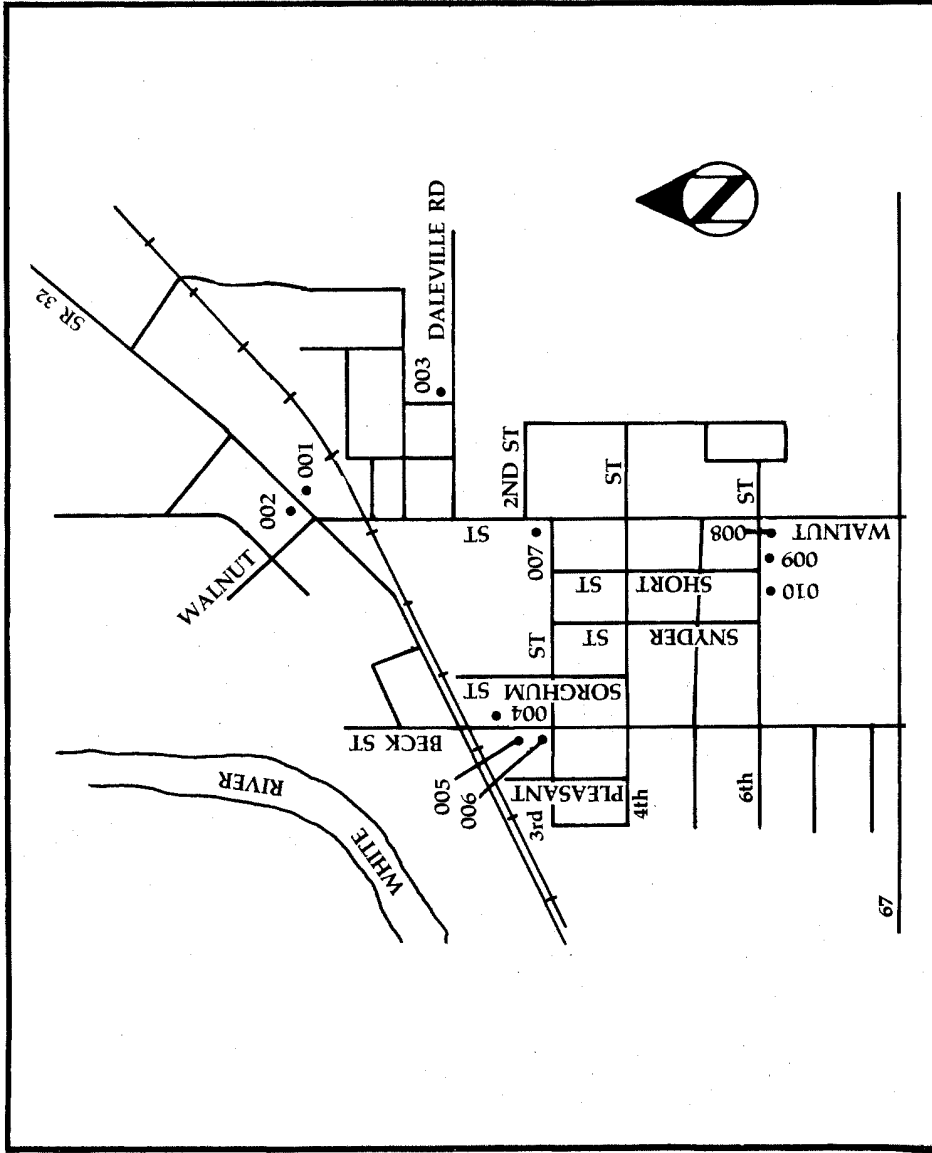 SR 32
DALEVILLE RD
003
001
002
WALNUT
ST
2ND ST
007
ST
ST
ST
008
WALNUT
009
010
SHORT
ST
SNYDER
ST
SORGHUM ST
004
BECK ST
005
006
PLEASANT
3rd
4th
6th
67
WHITE
RIVER
N